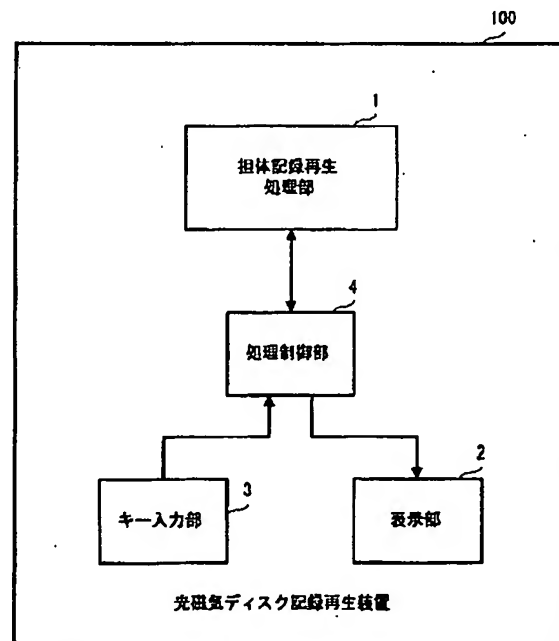 100
1
担体記録再生
処理部
4
処理制御部
3
キー入力部
2
表示部
光磁気ディスク記録再生装置